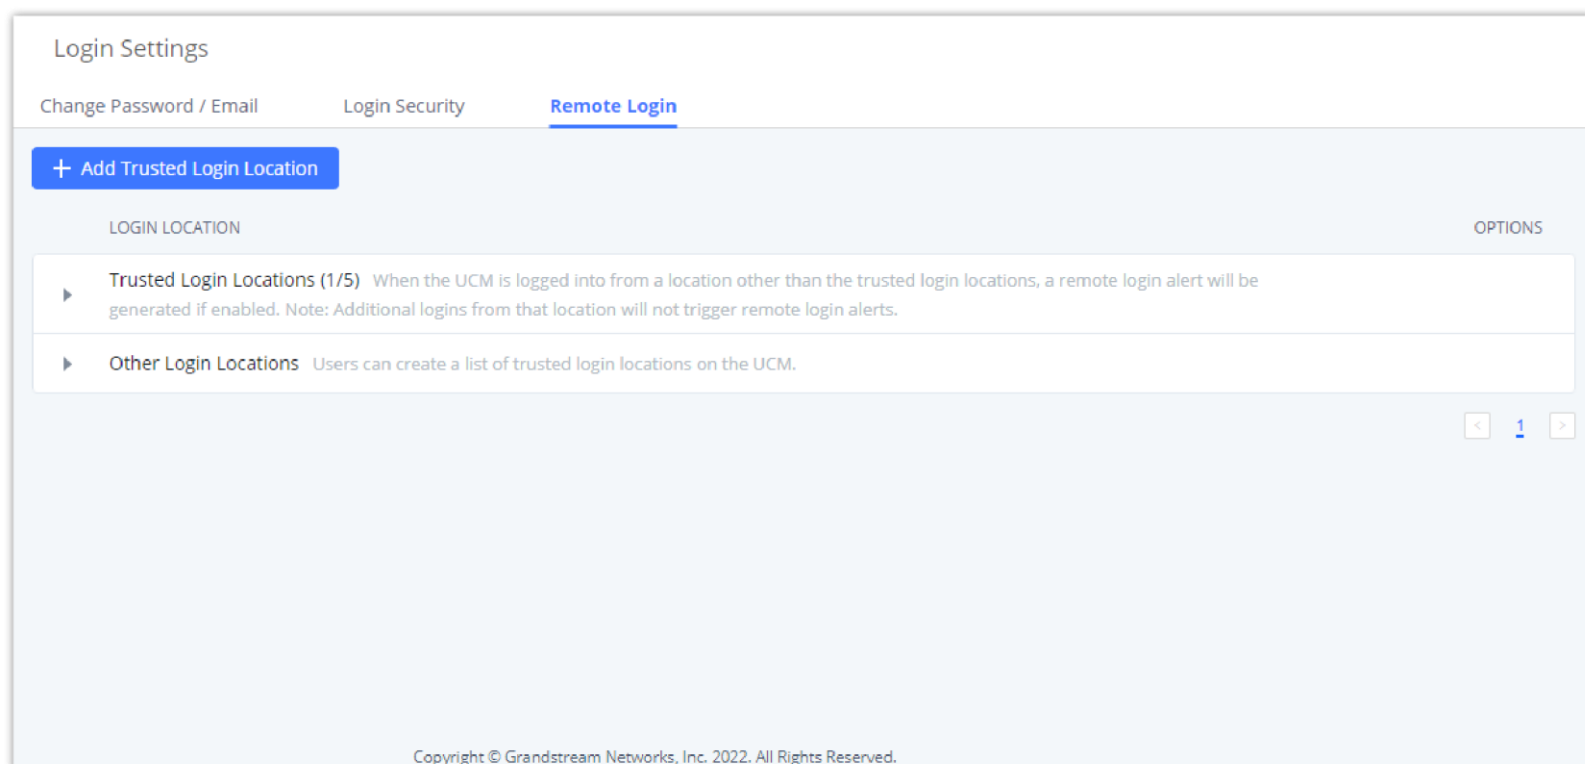 Login Settings
Change Password / Email Login Security Remote Login
+ Add Trusted Login Location
LOGIN LOCATION OPTIONS
Trusted Login Locations (1/5) When the UCM is logged into from a location other than the trusted login locations, a remote login alert will be
generated if enabled. Note: Additional logins from that location will not trigger remote login alerts.
Other Login Locations Users can create a list of trusted login locations on the UCM.
< 1 >
Copyright © Grandstream Networks, Inc. 2022. All Rights Reserved.